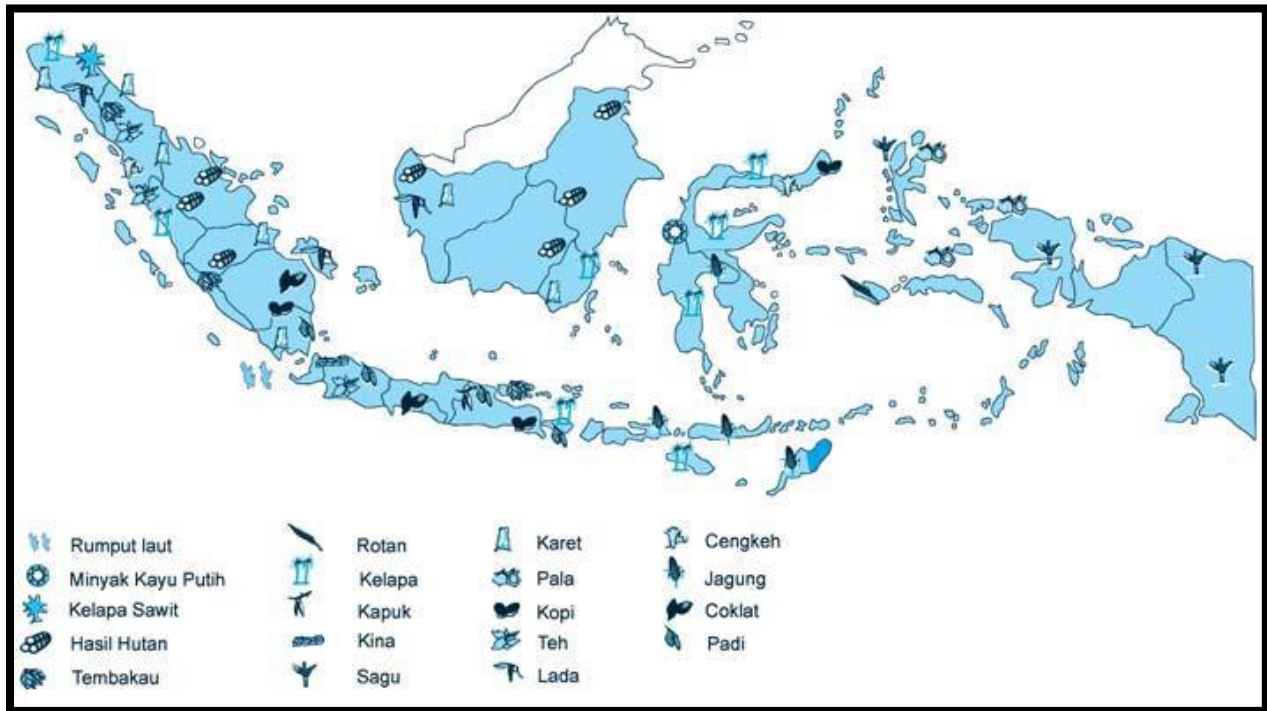 Rumput laut
Minyak Kayu Putih
Kelapa Sawit
Hasil Hutan
Tembakau
Rotan
Kelapa
Kapuk
Kina
Sagu
Karet
Pala
Kopi
Teh
Lada
Cengkeh
Jagung
Coklat
Padi